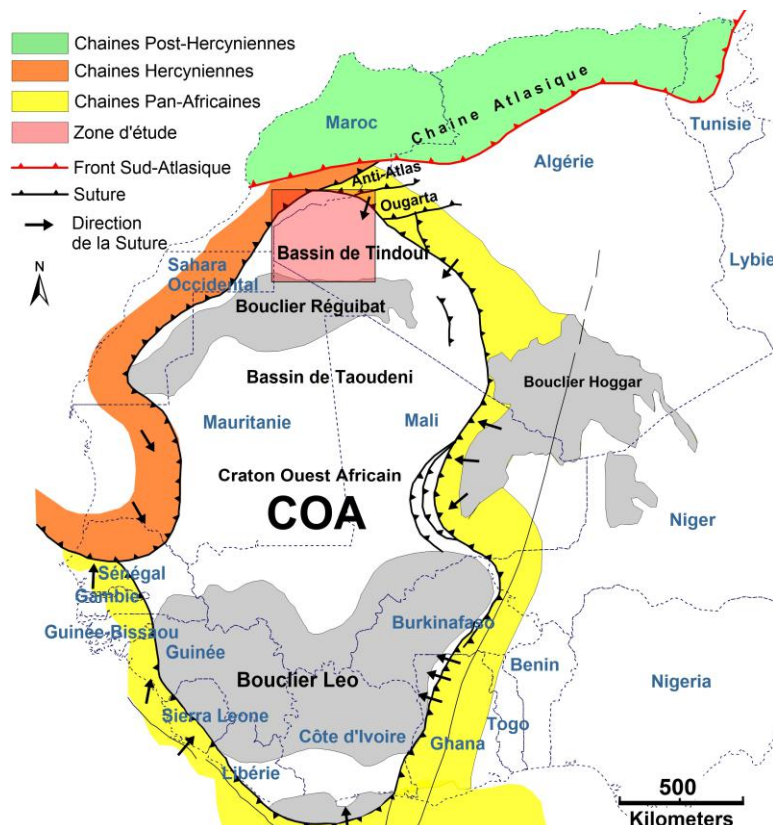 Chaines Post-Hercyniennes
Chaines Hercyniennes
Chaines Pan-Africaines
Zone d'étude
Front Sud-Atlasique
Suture
Direction
de la Suture
N
Maroc
Chaine Atlasique
Tunisie
Algérie
Anti-Atlas
Ougarta
Bassin de Tindouf
Lybie
Sahara
Occidental
Bouclier Réguibat
Bassin de Taoudeni
Bouclier Hoggar
Mauritanie
Mali
Craton Ouest Africain
COA
Niger
Sénégal
Gambie
Guinée-Bissaou
Guinée
Burkinafaso
Bouclier Leo
Benin
Nigeria
Sierra Leone
Côte d'Ivoire
Ghana
Togo
Libérie
500
Kilometers